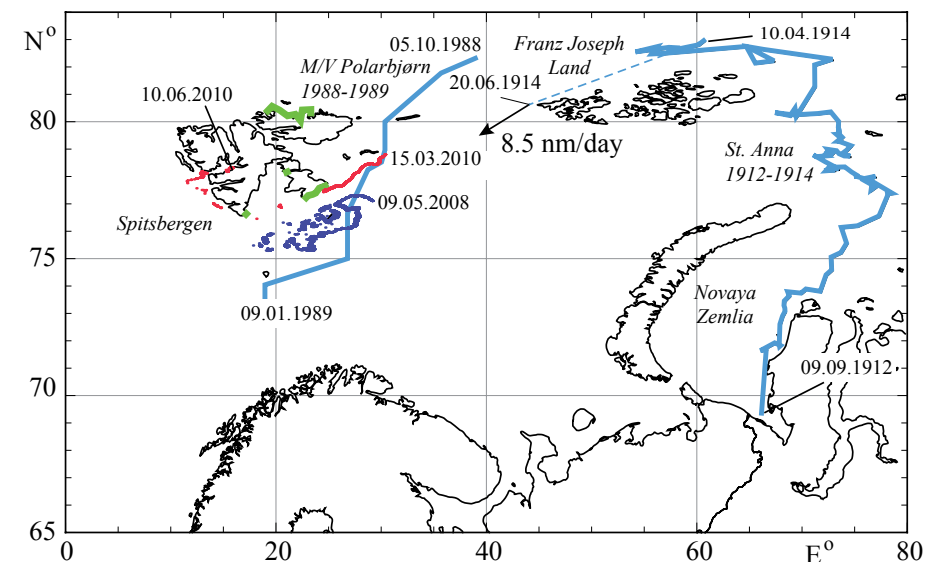 N°
05.10.1988
Franz Joseph
Land
10.04.1914
M/V Polarbjørn
1988-1989
20.06.1914
10.06.2010
80
8.5 nm/day
15.03.2010
St. Anna
1912-1914
09.05.2008
Spitsbergen
75
09.01.1989
Novaya
Zemlia
09.09.1912
70
65
0
20
40
60
E°
80